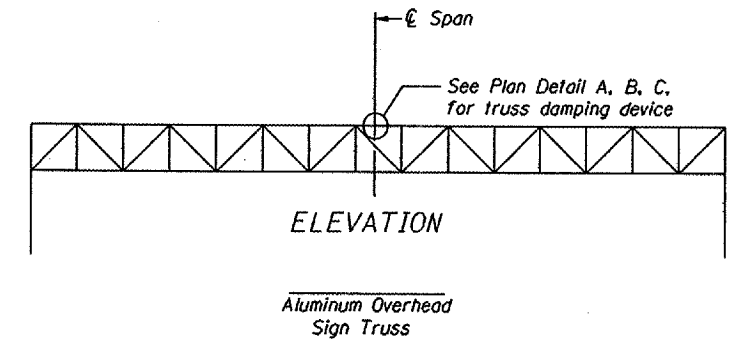 ℄ Span
See Plan Detail A, B, C,
for truss damping device
ELEVATION
Aluminum Overhead
Sign Truss